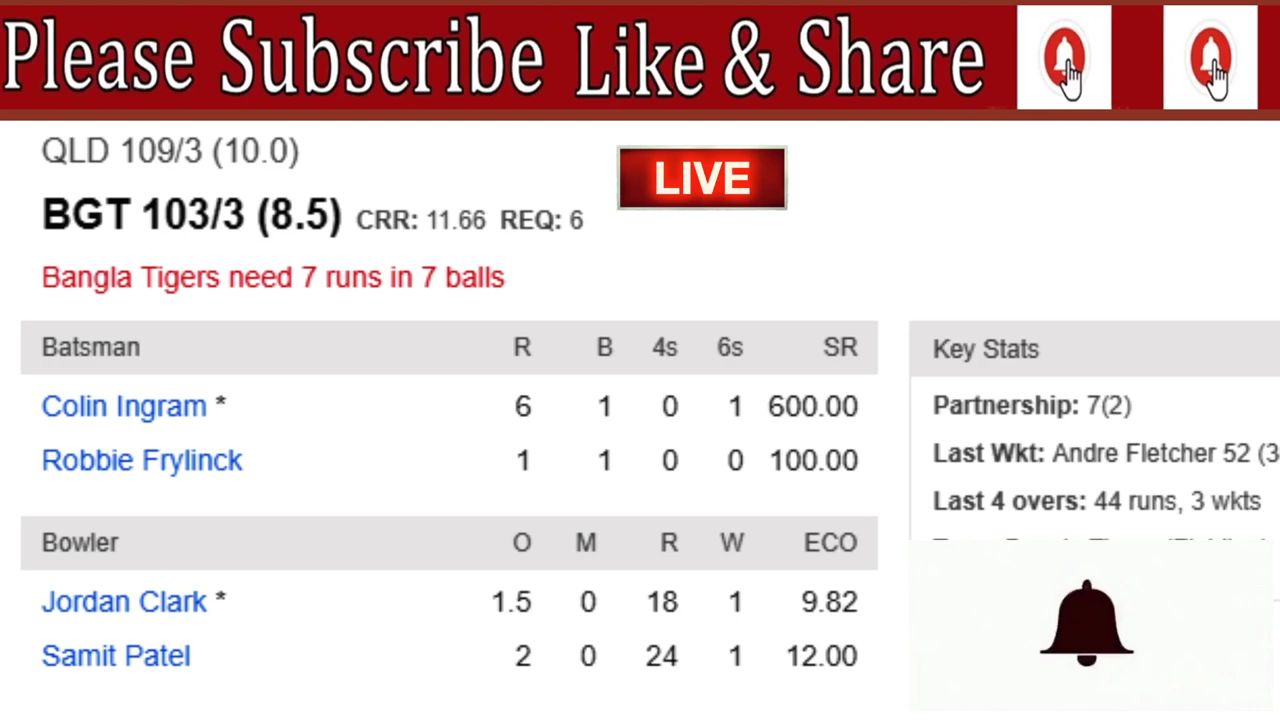 Please Subscribe Like & Share
QLD 109/3 (10.0)
LIVE
BGT 103/3 (8.5) CRR: 11.66 REQ: 6
Bangla Tigers need 7 runs in 7 balls
Batsman R B 4s 6s SR
Colin Ingram * 6 1 0 1 600.00
Robbie Frylinck 1 1 0 0 100.00
Bowler O M R W ECO
Jordan Clark * 1.5 0 18 1 9.82
Samit Patel 2 0 24 1 12.00
Key Stats
Partnership: 7(2)
Last Wkt: Andre Fletcher 52 (3
Last 4 overs: 44 runs, 3 wkts